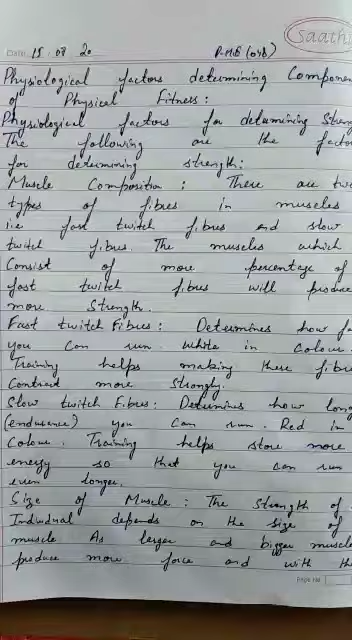 Saathi
Date 15 08 20
Physiological factors determining Componen
of Physical Fitness:
Physiological factors for determining Stren
The following are the facto
for determining strength:
Muscle Composition: There are two
types of fibres in muscles
i.e fast twitch fibres and slow
twitch fibres. The muscles which
Consist of more percentage of
fast twitch fibres will produce
more Strength.
Fast twitch Fibres: Determines how fa
you can run. White in colour.
Training helps making these fibre
Contract more strongly.
Slow twitch Fibres: Determines how long
(endurance) you can run. Red in
Colour. Training helps store more
energy so that you can run
even longer.
Size of Muscle: The Strength of
Individual depends on the size of
muscle As larger and bigger muscle
produce more force and with th
Page No.